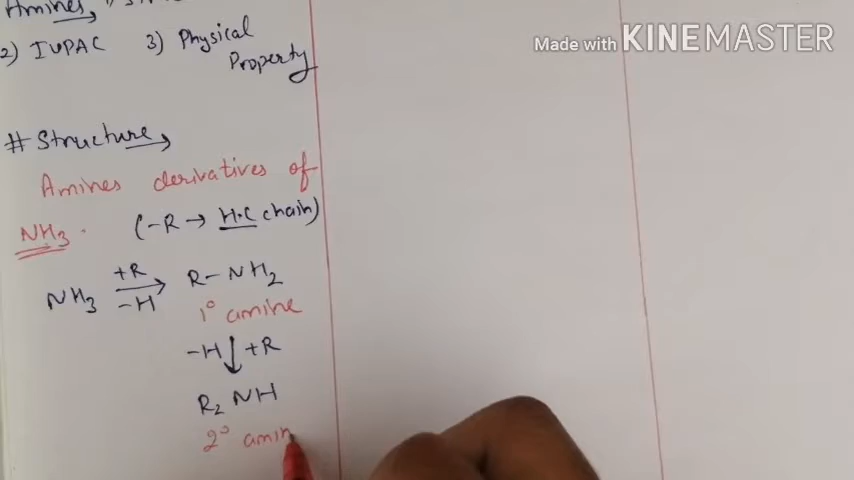 Amines,
2) IUPAC 3) Physical
Property
# Structure
Amines derivatives of
NH3. (-R → H.C chain)
NH3 +R -H → R-NH2
1° amine
-H ↓ +R
R2 NH
2° amin
Made with KINEMASTER